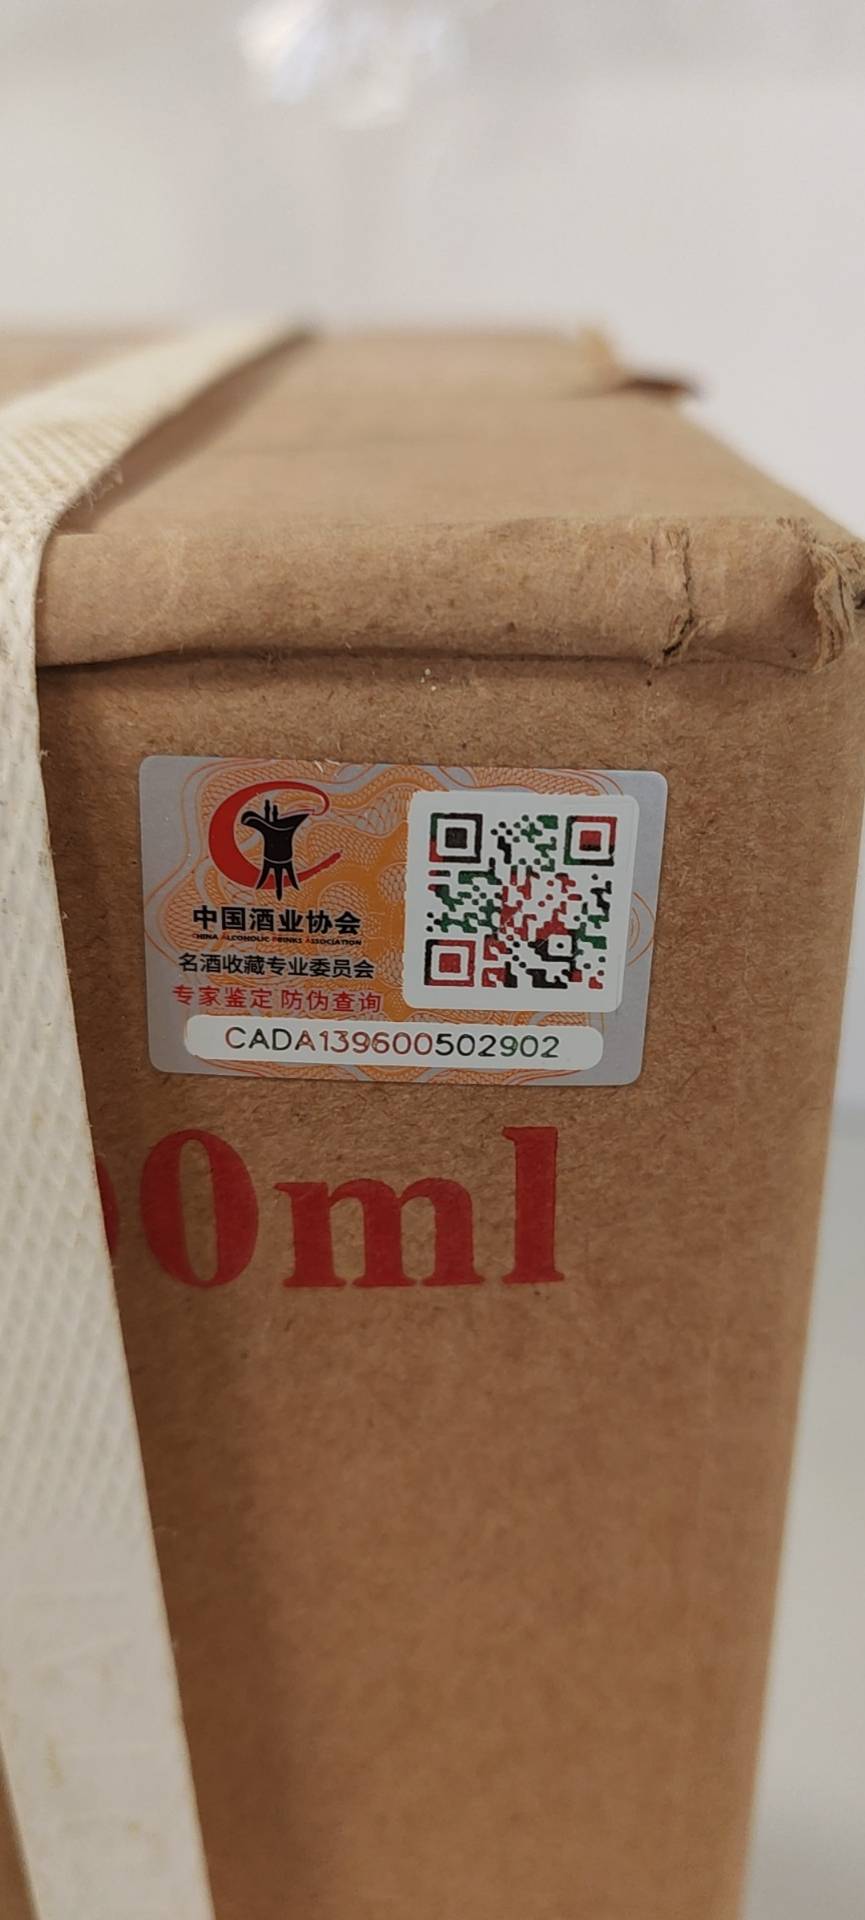 中国酒业协会
CHINA ALCOHOLIC DRINKS ASSOCIATION
名酒收藏专业委员会
专家鉴定 防伪查询
CADA139600502902
0ml